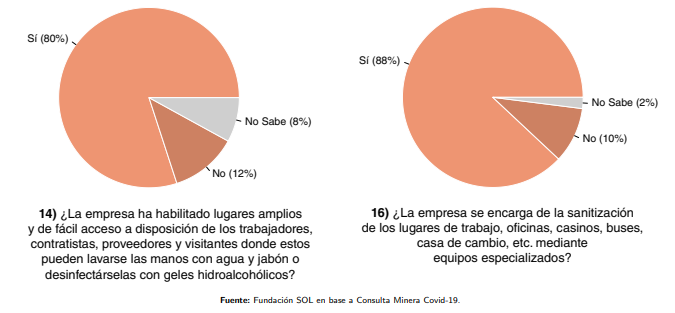 Sí (80%)
No Sabe (8%)
No (12%)
14) ¿La empresa ha habilitado lugares amplios
y de fácil acceso a disposición de los trabajadores,
contratistas, proveedores y visitantes donde estos
pueden lavarse las manos con agua y jabón o
desinfectárselas con geles hidroalcohólicos?
Sí (88%)
No Sabe (2%)
No (10%)
16) ¿La empresa se encarga de la sanitización
de los lugares de trabajo, oficinas, casinos, buses,
casa de cambio, etc. mediante
equipos especializados?
Fuente: Fundación SOL en base a Consulta Minera Covid-19.